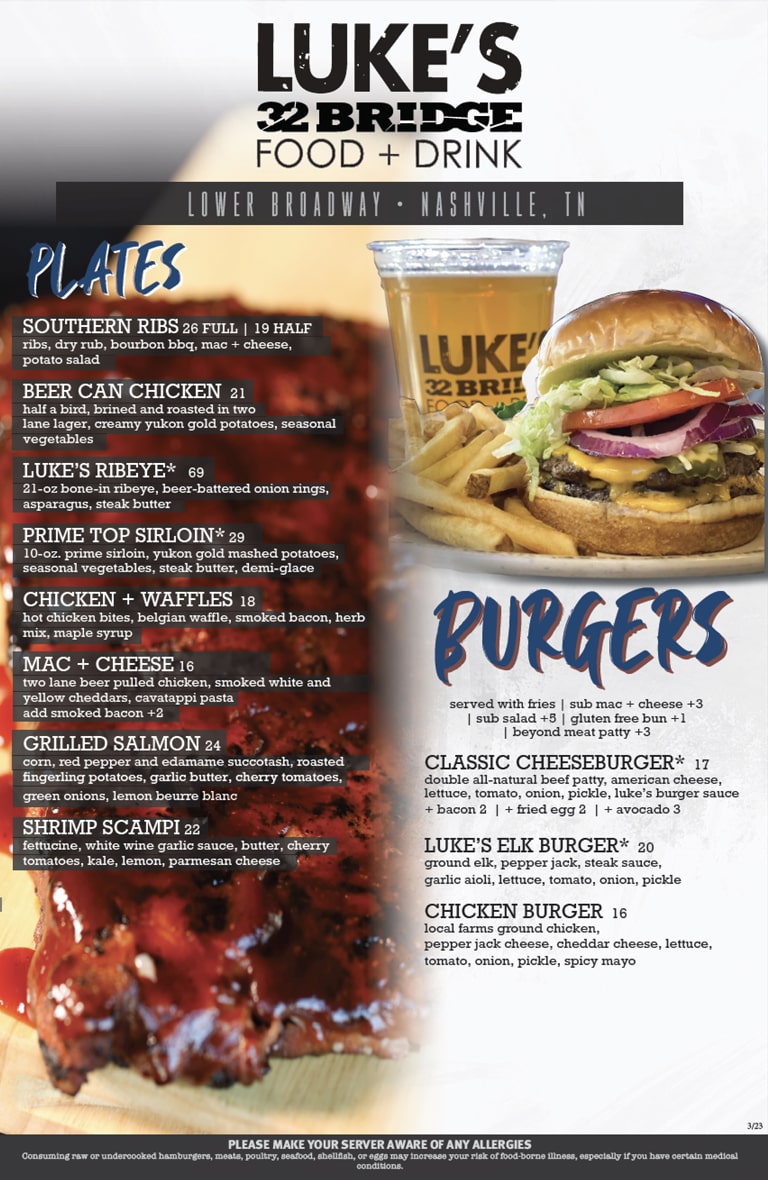 LUKE'S
32 BRIDGE
FOOD + DRINK
LOWER BROADWAY • NASHVILLE, TN
PLATES
SOUTHERN RIBS 26 FULL | 19 HALF
ribs, dry rub, bourbon bbq, mac + cheese,
potato salad
BEER CAN CHICKEN 21
half a bird, brined and roasted in two
lane lager, creamy yukon gold potatoes, seasonal
vegetables
LUKE'S RIBEYE* 69
21-oz bone-in ribeye, beer-battered onion rings,
asparagus, steak butter
PRIME TOP SIRLOIN* 29
10-oz. prime sirloin, yukon gold mashed potatoes,
seasonal vegetables, steak butter, demi-glace
CHICKEN + WAFFLES 18
hot chicken bites, belgian waffle, smoked bacon, herb
mix, maple syrup
MAC + CHEESE 16
two lane beer pulled chicken, smoked white and
yellow cheddars, cavatappi pasta
add smoked bacon +2
GRILLED SALMON 24
corn, red pepper and edamame succotash, roasted
fingerling potatoes, garlic butter, cherry tomatoes,
green onions, lemon beurre blanc
SHRIMP SCAMPI 22
fettucine, white wine garlic sauce, butter, cherry
tomatoes, kale, lemon, parmesan cheese
LUKE'
32 BRI
FOOD
BURGERS
served with fries | sub mac + cheese +3
| sub salad +5 | gluten free bun +1
| beyond meat patty +3
CLASSIC CHEESEBURGER* 17
double all-natural beef patty, american cheese,
lettuce, tomato, onion, pickle, luke's burger sauce
+ bacon 2 | + fried egg 2 | + avocado 3
LUKE'S ELK BURGER* 20
ground elk, pepper jack, steak sauce,
garlic aioli, lettuce, tomato, onion, pickle
CHICKEN BURGER 16
local farms ground chicken,
pepper jack cheese, cheddar cheese, lettuce,
tomato, onion, pickle, spicy mayo
3/23
PLEASE MAKE YOUR SERVER AWARE OF ANY ALLERGIES
Consuming raw or undercooked hamburgers, meats, poultry, seafood, shellfish, or eggs may increase your risk of food-borne illness, especially if you have certain medical
conditions.